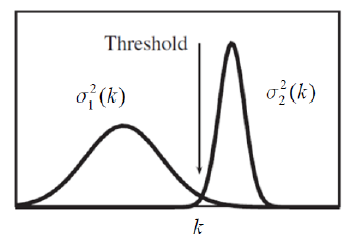 Threshold
σ₁²(k)
σ₂²(k)
k